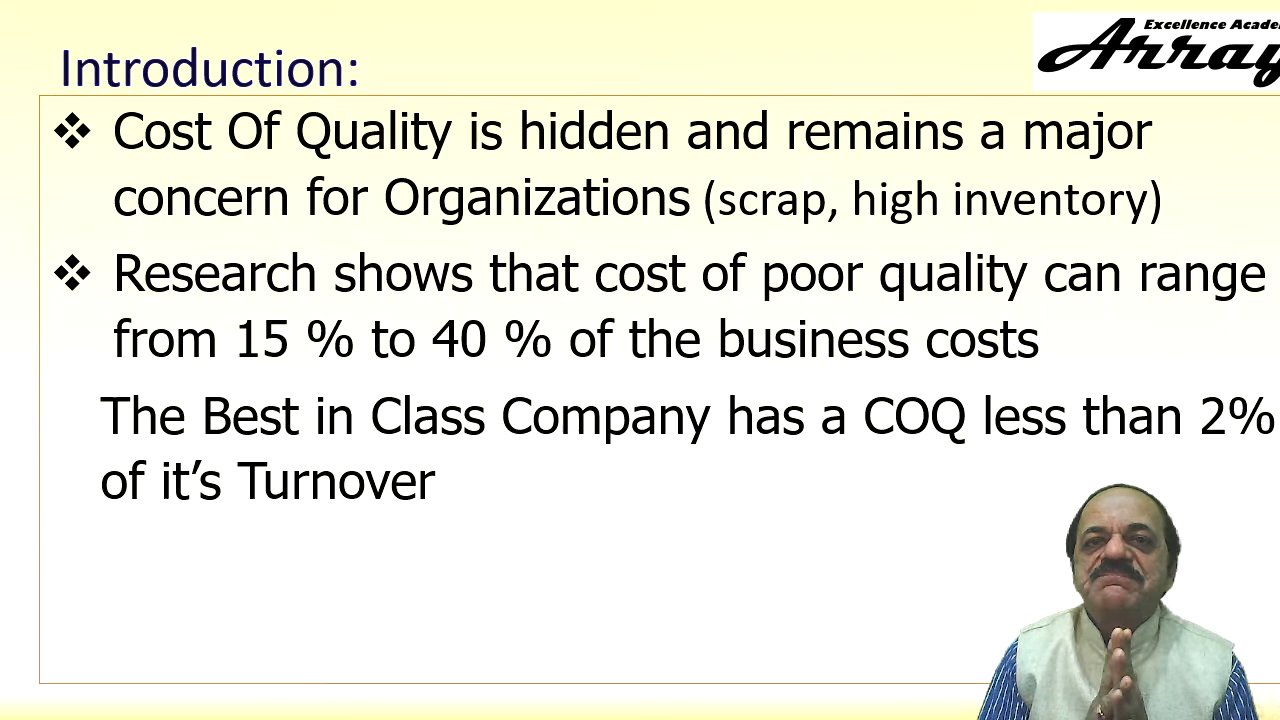 Excellence Acade
Array
Introduction:
❖ Cost Of Quality is hidden and remains a major
concern for Organizations (scrap, high inventory)
❖ Research shows that cost of poor quality can range
from 15 % to 40 % of the business costs
The Best in Class Company has a COQ less than 2%
of it’s Turnover